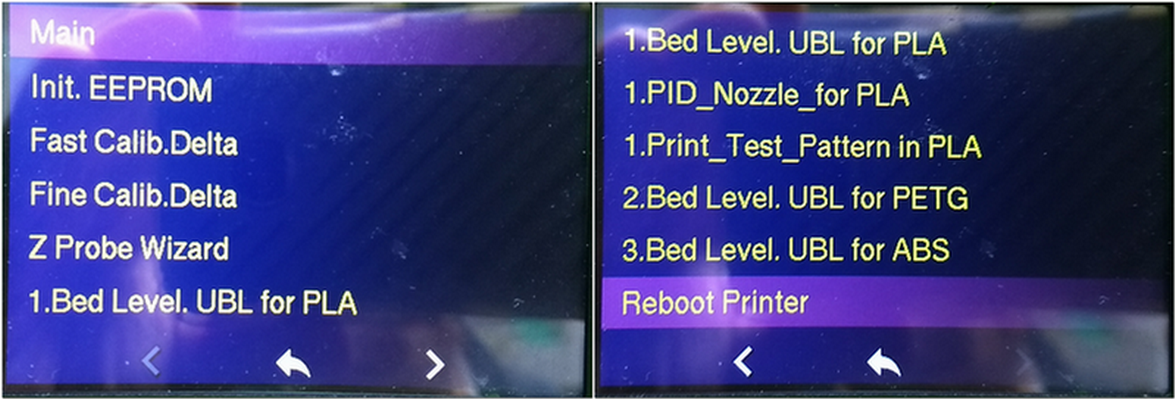 Main
Init. EEPROM
Fast Calib.Delta
Fine Calib.Delta
Z Probe Wizard
1.Bed Level. UBL for PLA
1.Bed Level. UBL for PLA
1.PID_Nozzle_for PLA
1.Print_Test_Pattern in PLA
2.Bed Level. UBL for PETG
3.Bed Level. UBL for ABS
Reboot Printer